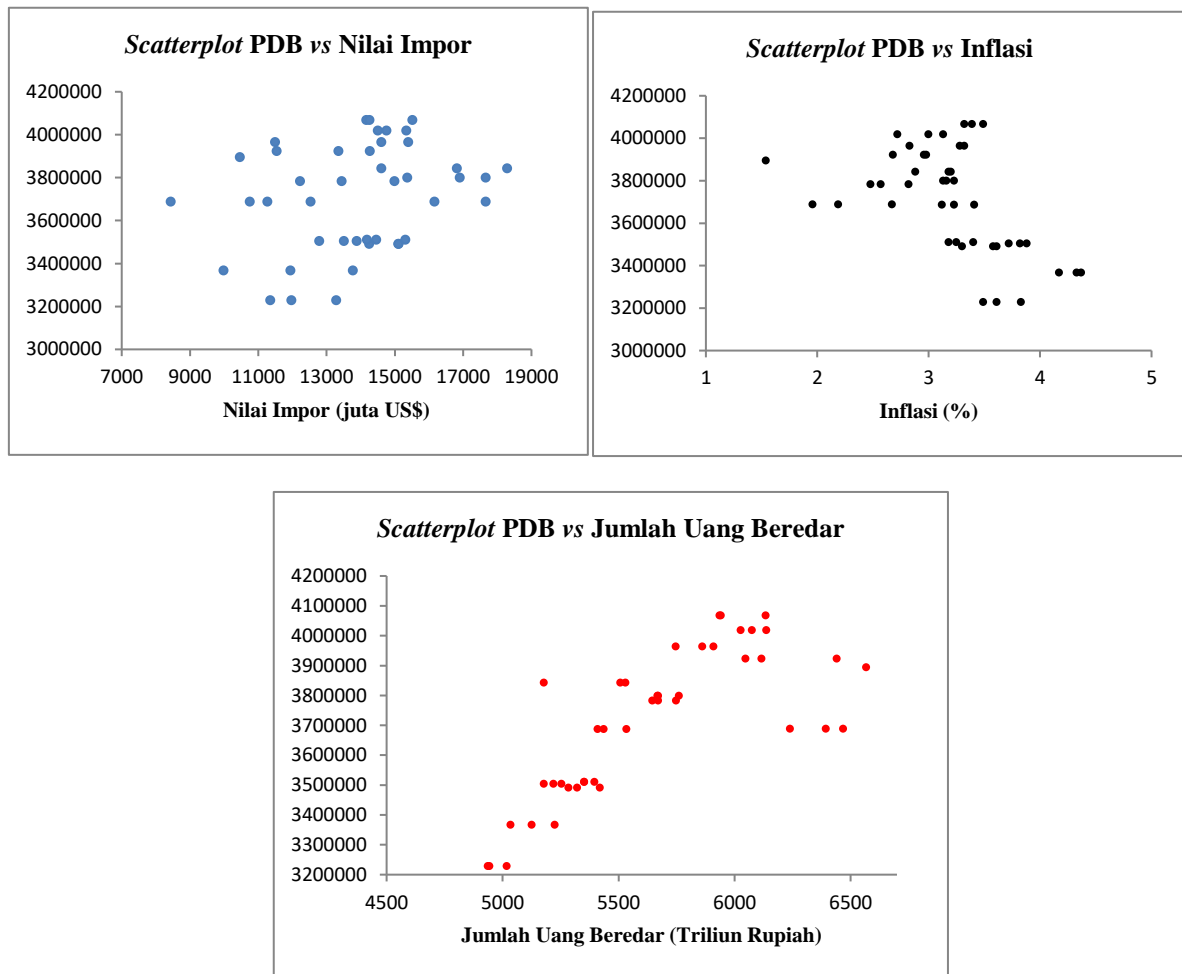 Scatterplot PDB vs Nilai Impor
4200000
4000000
3800000
3600000
3400000
3200000
3000000
7000 9000 11000 13000 15000 17000 19000
Nilai Impor (juta US$)
Scatterplot PDB vs Inflasi
4200000
4000000
3800000
3600000
3400000
3200000
3000000
1 2 3 4 5
Inflasi (%)
Scatterplot PDB vs Jumlah Uang Beredar
4200000
4100000
4000000
3900000
3800000
3700000
3600000
3500000
3400000
3300000
3200000
4500 5000 5500 6000 6500
Jumlah Uang Beredar (Triliun Rupiah)